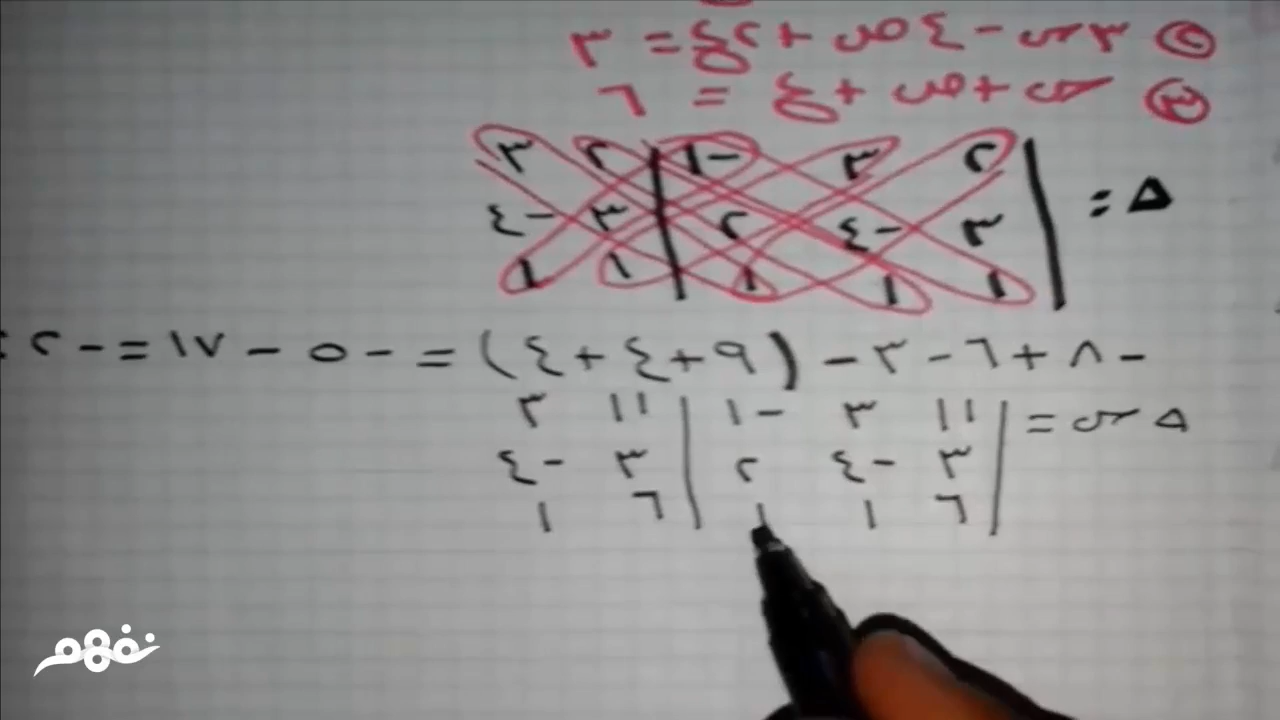 ② ٣س - ٤ص + ٢ع = ٣
③ س + ص + ع = ٦
Δ = | ٢ ٣ -١ | ٢ ٣
٣ -٤ ٢ ٣ -٤
١ ١ ١ ١ ١
-٨ + ٦ - ٣ - (٩ + ٤ + ٤) = -٥ - ١٧ = -٢
Δس = | ١١ ٣ -١ | ١١ ٣
٣ -٤ ٢ ٣ -٤
٦ ١ ١ ٦ ١
نفهم